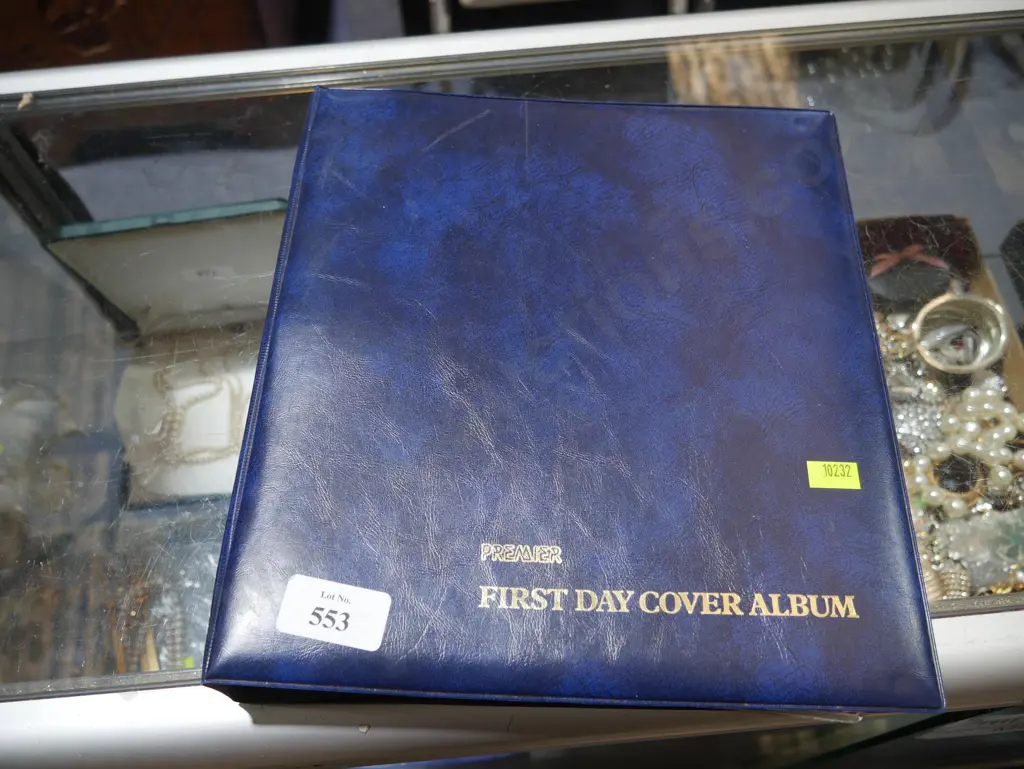 10232
PREMIER
FIRST DAY COVER ALBUM
Lot No.
553